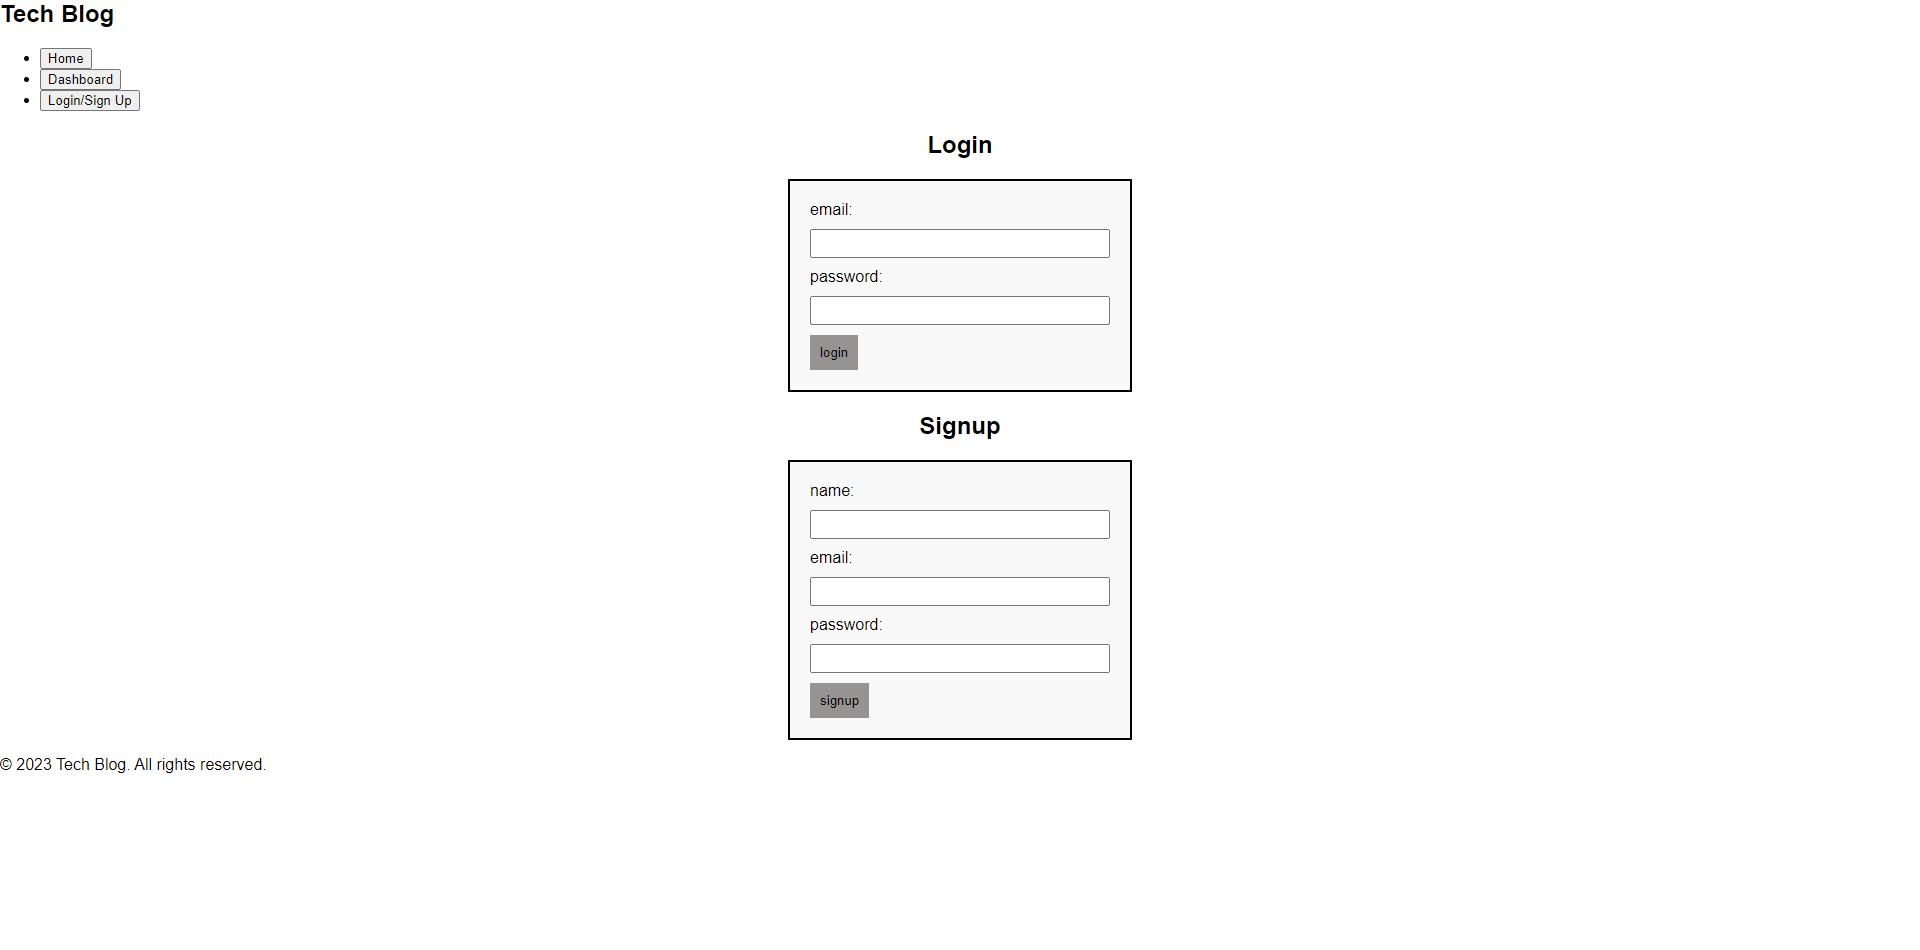 Tech Blog
Home
Dashboard
Login/Sign Up
Login
email:
password:
login
Signup
name:
email:
password:
signup
© 2023 Tech Blog. All rights reserved.